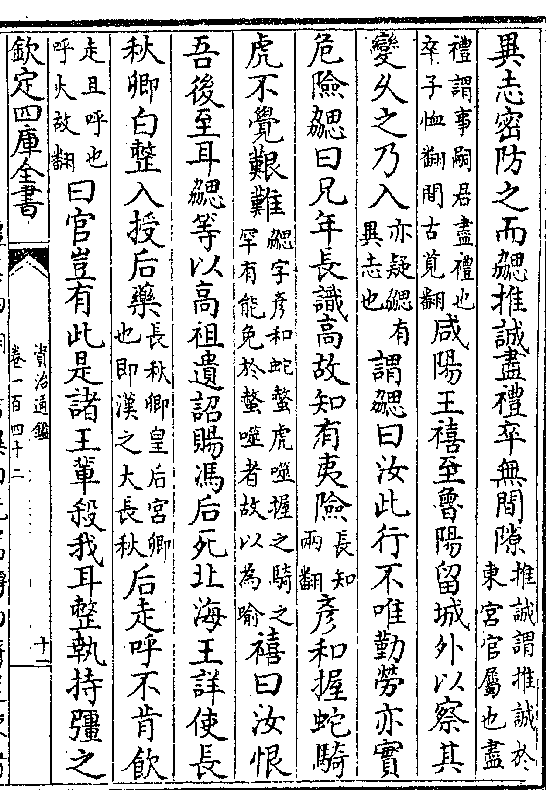 異志密防之而勰推誠盡禮卒無間隙推誠謂推誠於東宮官屬也盡
禮謂事嗣君盡禮也卒子恤翻間古莧翻咸陽王禧至魯陽留城外以察其
變久之乃入亦疑勰有異志也謂勰曰汝此行不唯勤勞亦實
危險勰曰兄年長識高故知有夷險長知兩翻彥和握蛇騎
虎不覺艱難勰字彥和蛇螫虎噬握之騎之罕有能免於螫噬者故以為喻禧曰汝恨
吾後至耳勰等以高祖遺詔賜馮后死北海王詳使長
秋卿白整入授后藥長秋卿皇后宮卿也即漢之大長秋后走呼不肯飲
走且呼也呼火故翻曰官豈有此是諸王輩殺我耳整執持彊之
欽定四庫全書
資治通鑑
卷一百四十二
十二